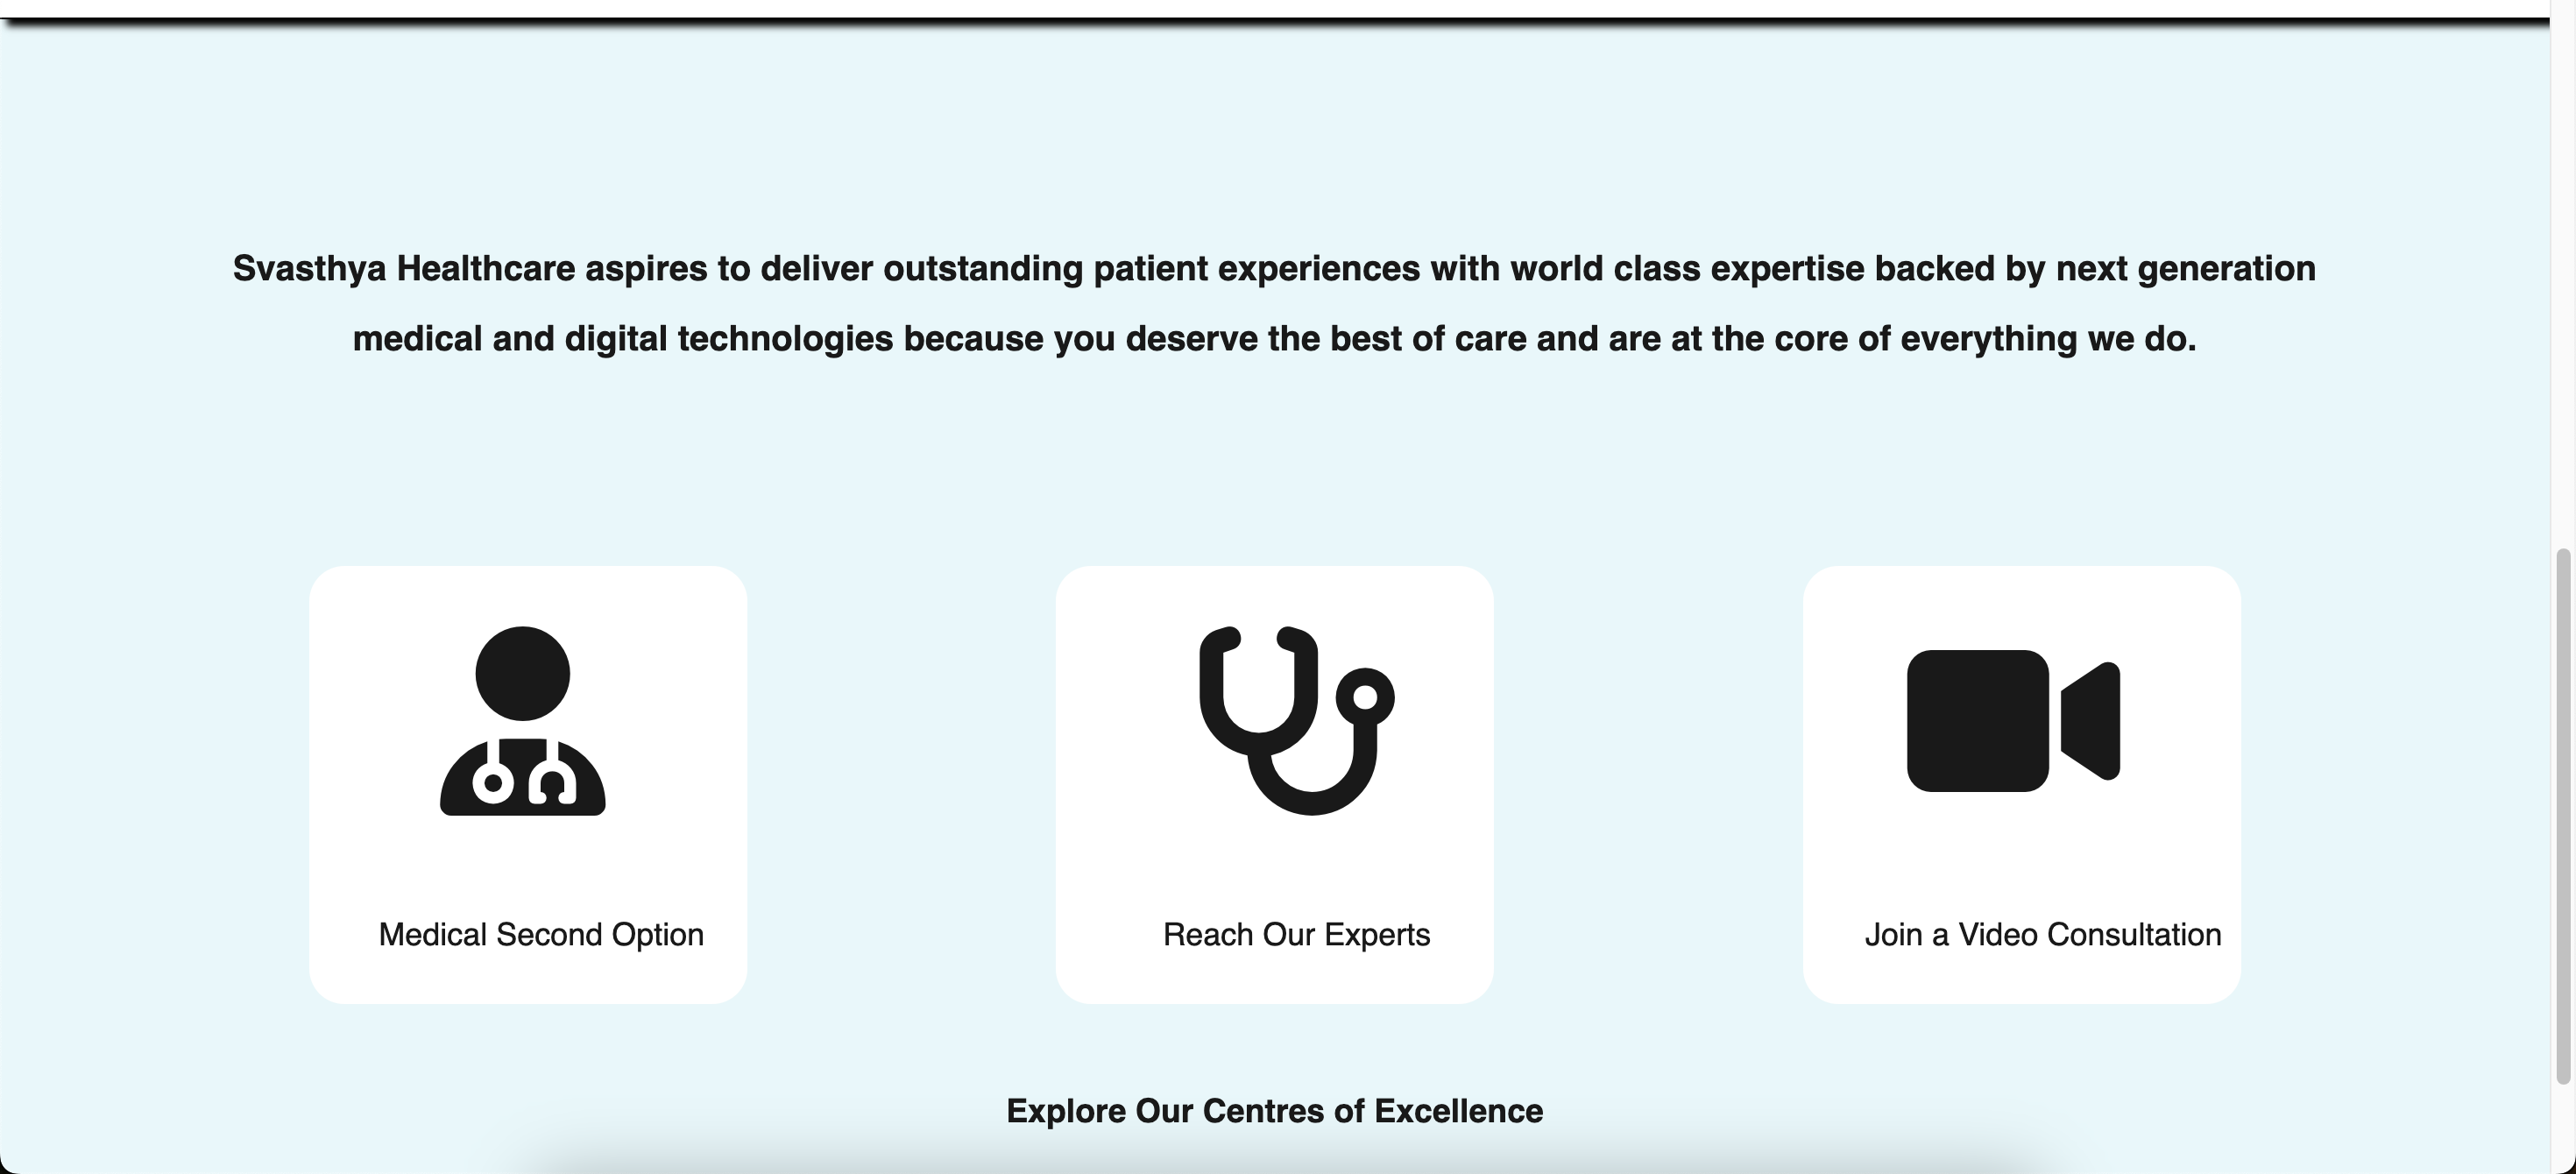 Svasthya Healthcare aspires to deliver outstanding patient experiences with world class expertise backed by next generation
medical and digital technologies because you deserve the best of care and are at the core of everything we do.
Medical Second Option
Reach Our Experts
Join a Video Consultation
Explore Our Centres of Excellence